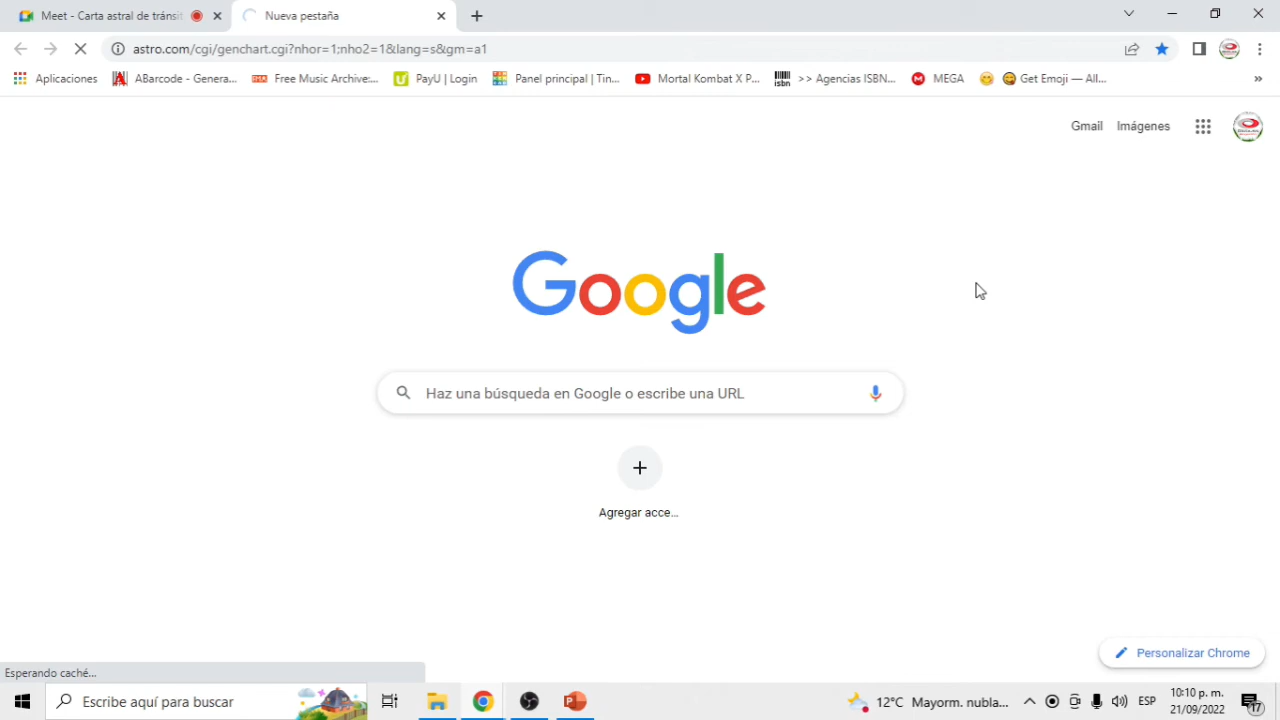 Meet - Carta astral de tránsit
Nueva pestaña
astro.com/cgi/genchart.cgi?nhor=1;nho2=1&lang=s&gm=a1
Aplicaciones
ABarcode - Genera...
Free Music Archive:...
PayU | Login
Panel principal | Tin...
Mortal Kombat X P...
isbn
>> Agencias ISBN...
MEGA
Get Emoji — All...
»
Gmail
Imágenes
Google
Haz una búsqueda en Google o escribe una URL
Agregar acce...
Personalizar Chrome
Esperando caché...
Escribe aquí para buscar
12°C Mayorm. nubla...
ESP
10:10 p. m.
21/09/2022
17